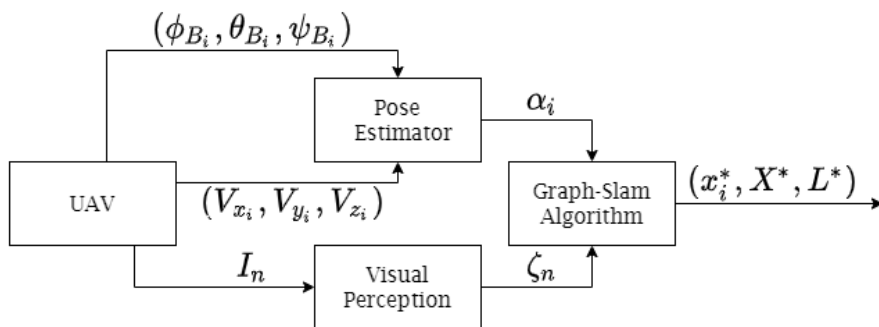 (ϕ_{B_i}, θ_{B_i}, ψ_{B_i})
Pose
Estimator
α_i
UAV
(V_{x_i}, V_{y_i}, V_{z_i})
Graph-Slam
Algorithm
(x_i^*, X^*, L^*)
I_n
Visual
Perception
ζ_n